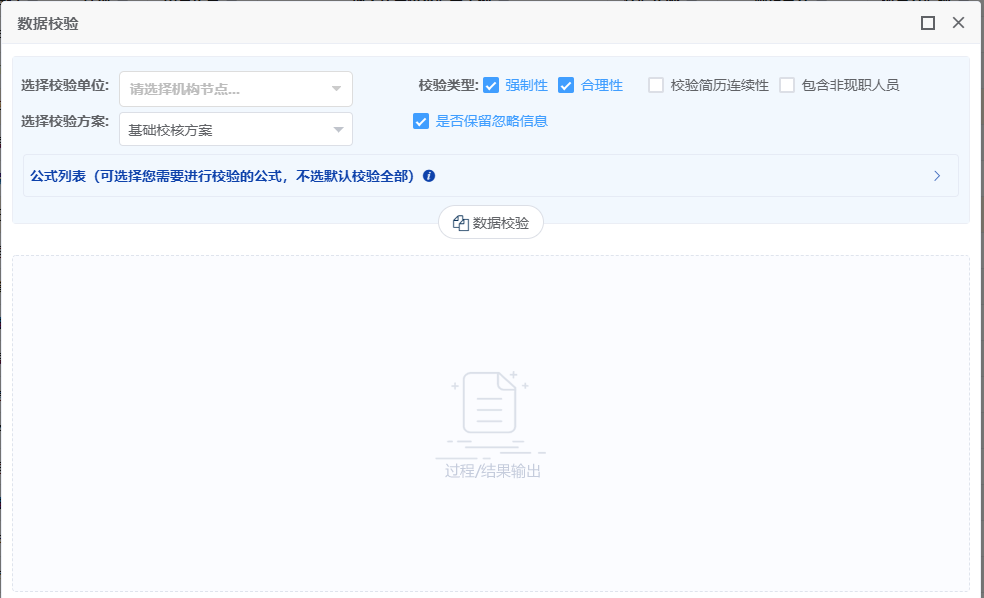 数据校验
选择校验单位: 请选择机构节点... 校验类型: 强制性 合理性 校验简历连续性 包含非现职人员
选择校验方案: 基础校核方案 是否保留忽略信息
公式列表（可选择您需要进行校验的公式，不选默认校验全部）
数据校验
过程/结果输出